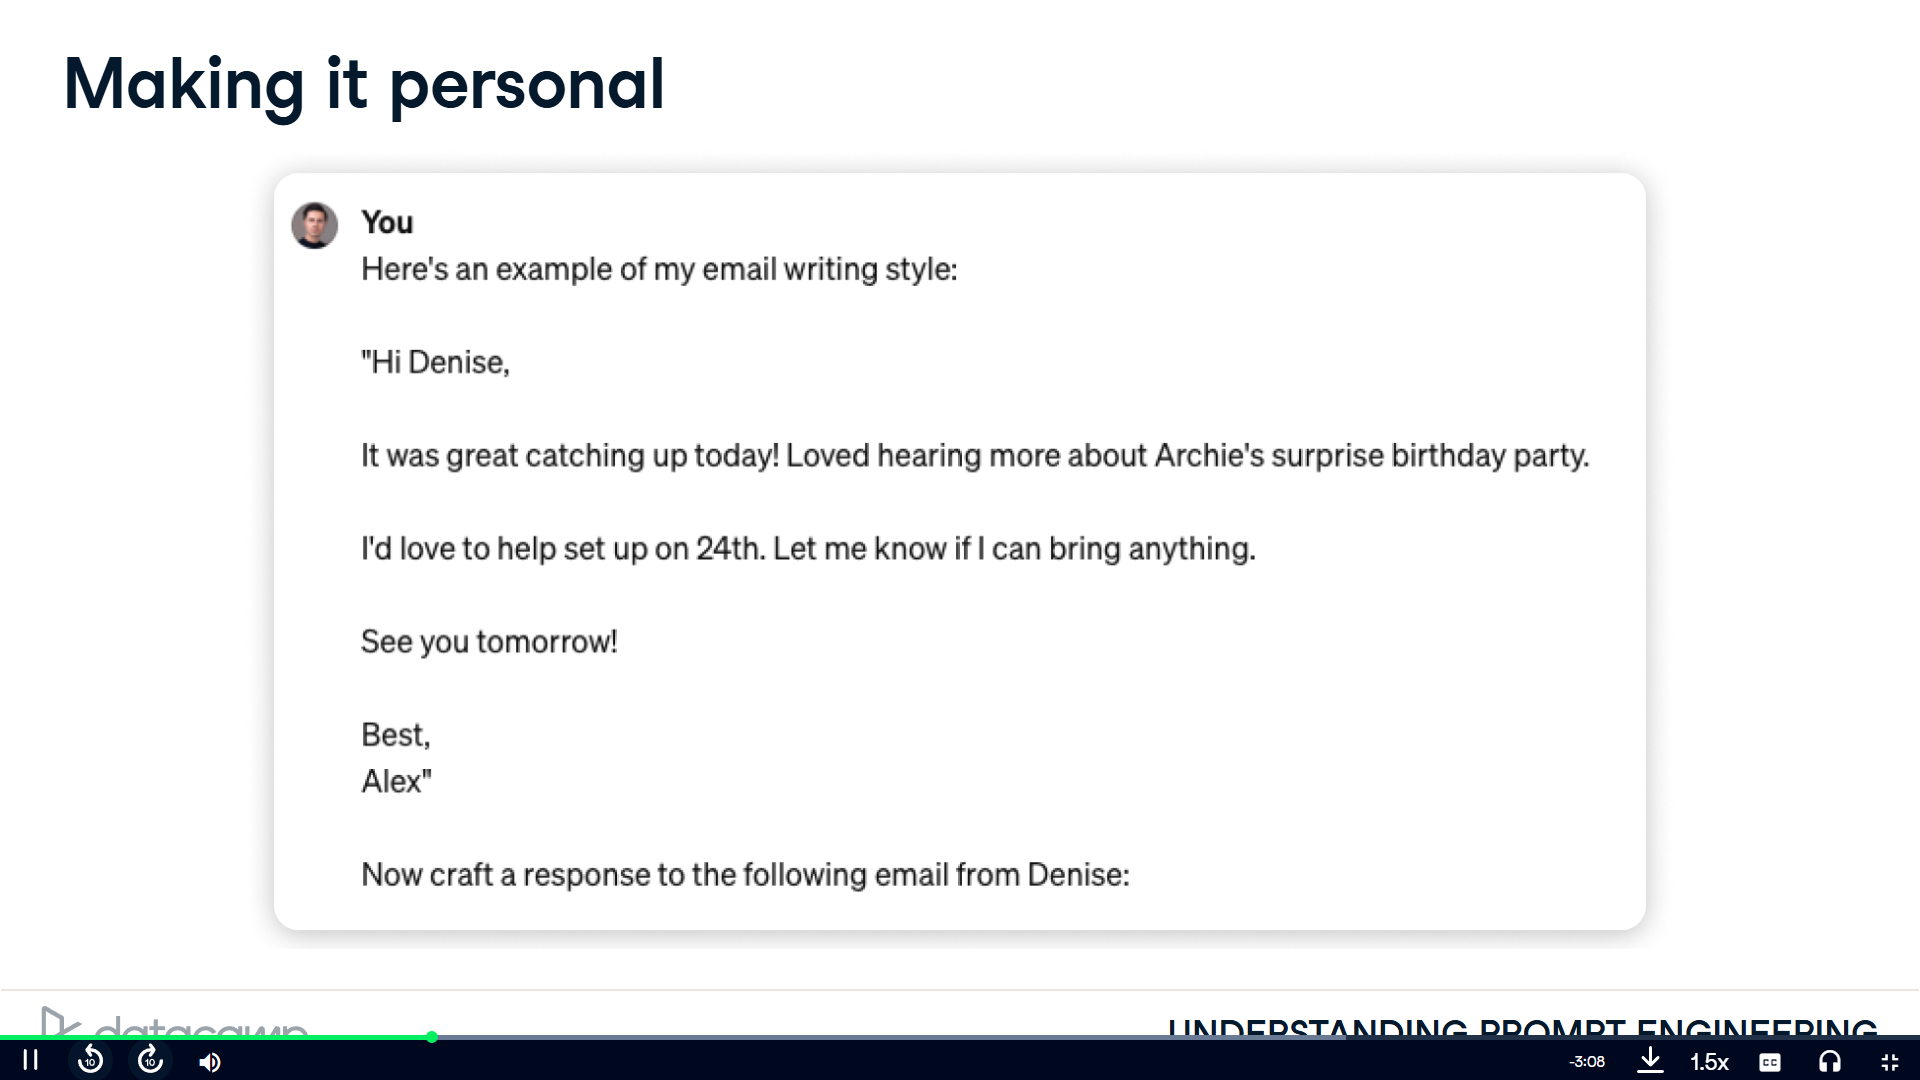 Making it personal
You
Here's an example of my email writing style:
"Hi Denise,
It was great catching up today! Loved hearing more about Archie's surprise birthday party.
I'd love to help set up on 24th. Let me know if I can bring anything.
See you tomorrow!
Best,
Alex"
Now craft a response to the following email from Denise:
datacamp
UNDERSTANDING PROMPT ENGINEERING
10
10
-3:08
1.5x
CC